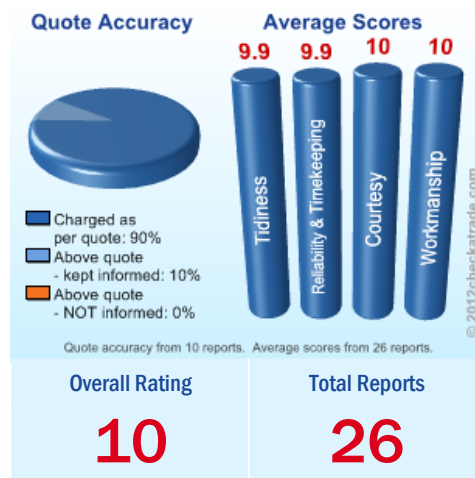 Quote Accuracy
Average Scores
9.9
9.9
10
10
Tidiness
Reliability & Timekeeping
Courtesy
Workmanship
Charged as
per quote: 90%
Above quote
- kept informed: 10%
Above quote
- NOT informed: 0%
© 2012checkatrade.com
Quote accuracy from 10 reports. Average scores from 26 reports.
Overall Rating
Total Reports
10
26